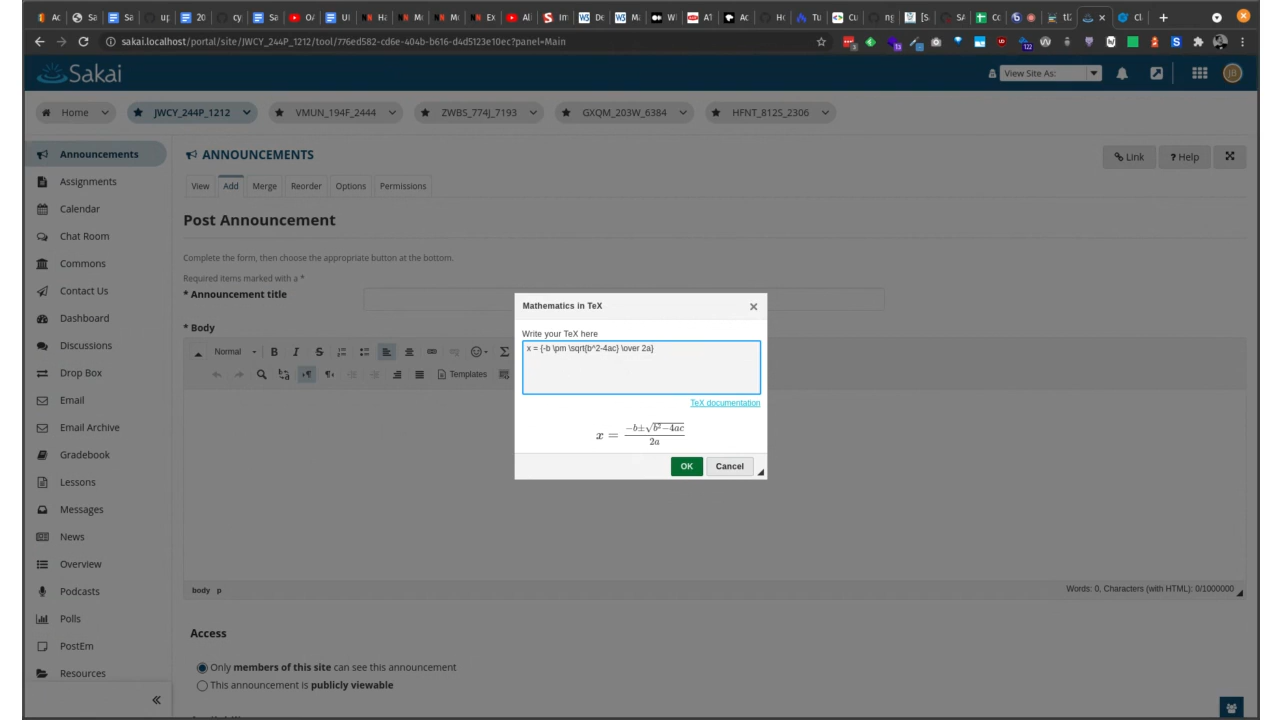 sakai.localhost/portal/site/JWCY_244P_1212/tool/776ed582-cd6e-404b-b616-d4d5123e10ec?panel=Main
Sakai
View Site As:
JB
Home
JWCY_244P_1212
VMUN_194F_2444
ZWBS_774J_7193
GXQM_203W_6384
HFNT_812S_2306
Announcements
Assignments
Calendar
Chat Room
Commons
Contact Us
Dashboard
Discussions
Drop Box
Email
Email Archive
Gradebook
Lessons
Messages
News
Overview
Podcasts
Polls
PostEm
Resources
ANNOUNCEMENTS
Link
? Help
View Add Merge Reorder Options Permissions
Post Announcement
Complete the form, then choose the appropriate button at the bottom.
Required items marked with a *
* Announcement title
* Body
Normal
B I S
Templates
Mathematics in TeX
Write your TeX here
x = {-b \pm \sqrt{b^2-4ac} \over 2a}
TeX documentation
x = −b±√b²−4ac / 2a
OK Cancel
body p
Words: 0, Characters (with HTML): 0/1000000
Access
Only members of this site can see this announcement
This announcement is publicly viewable